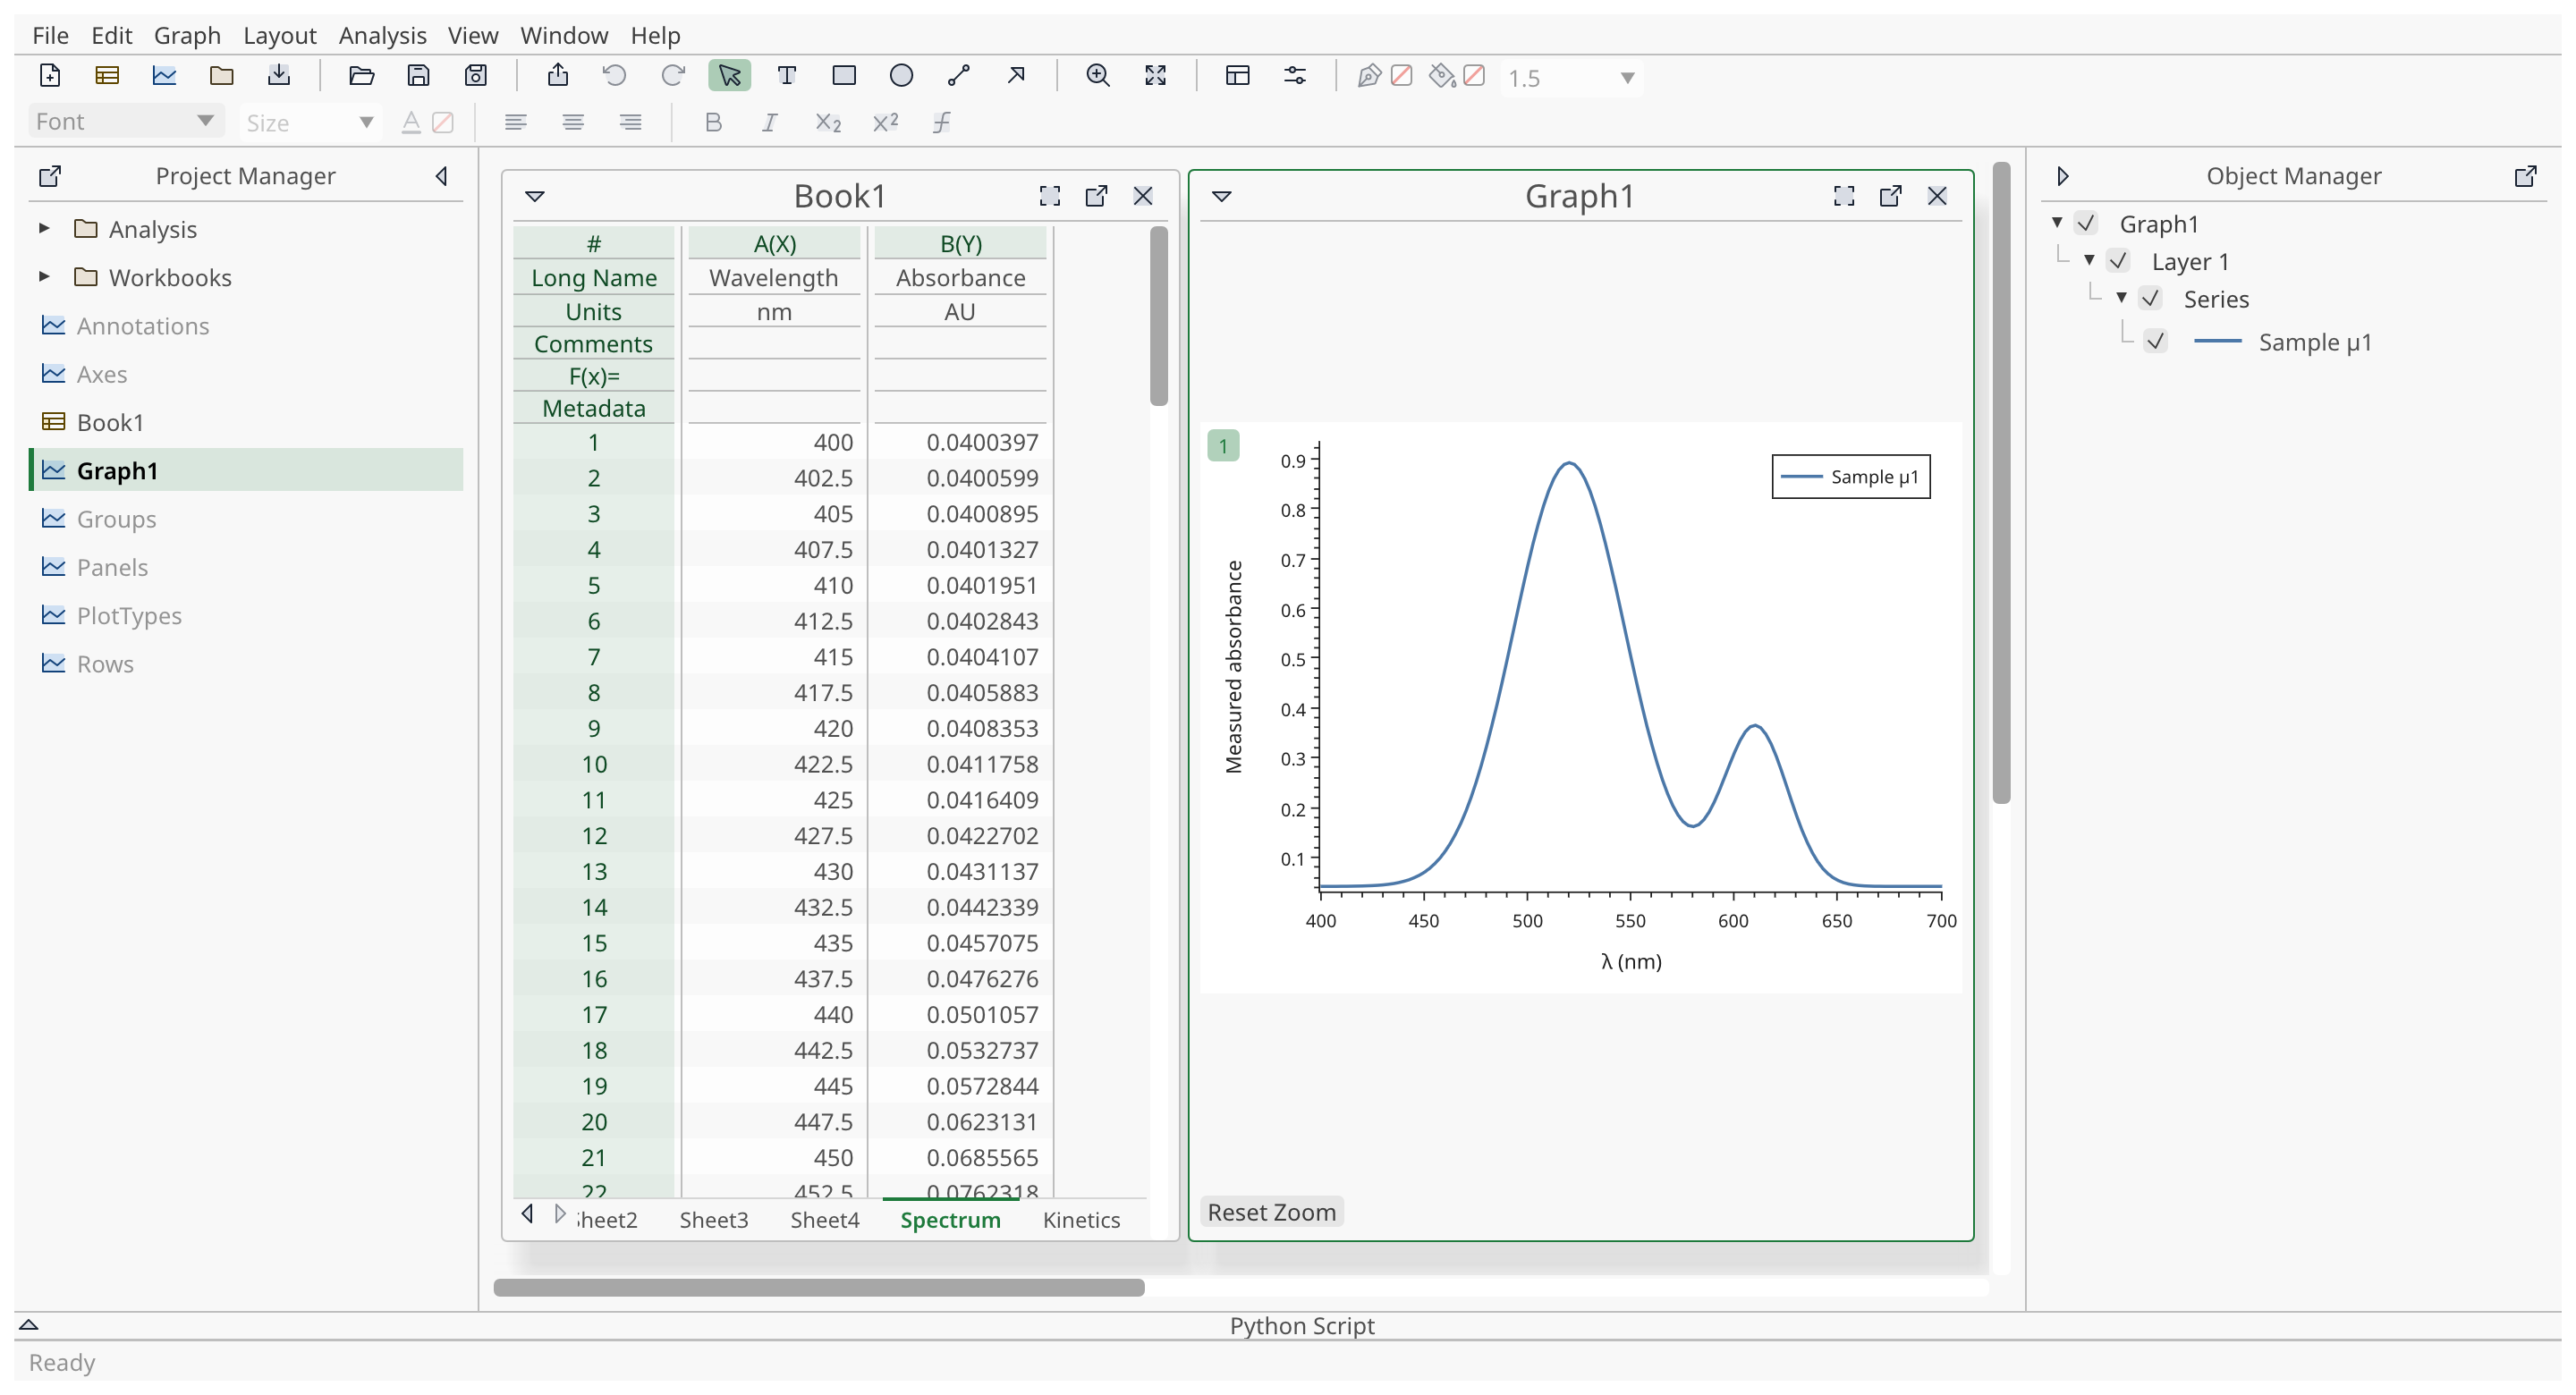 File Edit Graph Layout Analysis View Window Help
1.5
Font Size
Project Manager
Analysis
Workbooks
Annotations
Axes
Book1
Graph1
Groups
Panels
PlotTypes
Rows
Book1
# A(X) B(Y)
Long Name Wavelength Absorbance
Units nm AU
Comments
F(x)=
Metadata
1 400 0.0400397
2 402.5 0.0400599
3 405 0.0400895
4 407.5 0.0401327
5 410 0.0401951
6 412.5 0.0402843
7 415 0.0404107
8 417.5 0.0405883
9 420 0.0408353
10 422.5 0.0411758
11 425 0.0416409
12 427.5 0.0422702
13 430 0.0431137
14 432.5 0.0442339
15 435 0.0457075
16 437.5 0.0476276
17 440 0.0501057
18 442.5 0.0532737
19 445 0.0572844
20 447.5 0.0623131
21 450 0.0685565
22 452.5 0.0762318
Sheet2 Sheet3 Sheet4 Spectrum Kinetics
Graph1
1
Sample μ1
0.9
0.8
0.7
0.6
0.5
0.4
0.3
0.2
0.1
Measured absorbance
400 450 500 550 600 650 700
λ (nm)
Reset Zoom
Object Manager
Graph1
Layer 1
Series
Sample μ1
Python Script
Ready